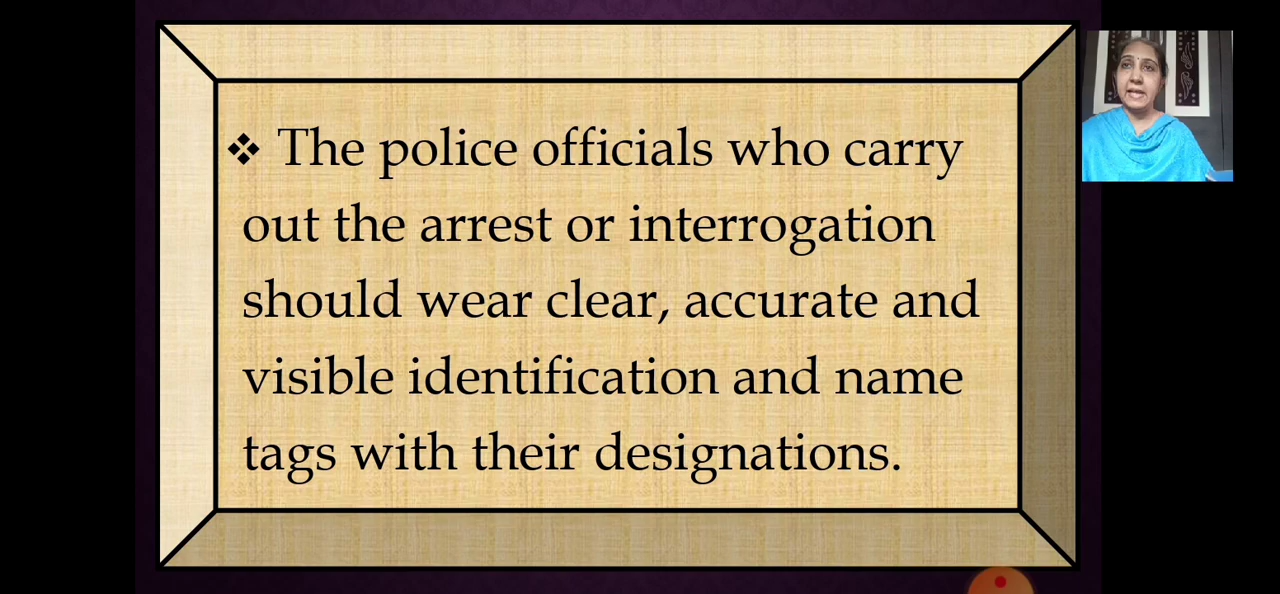 The police officials who carry
out the arrest or interrogation
should wear clear, accurate and
visible identification and name
tags with their designations.